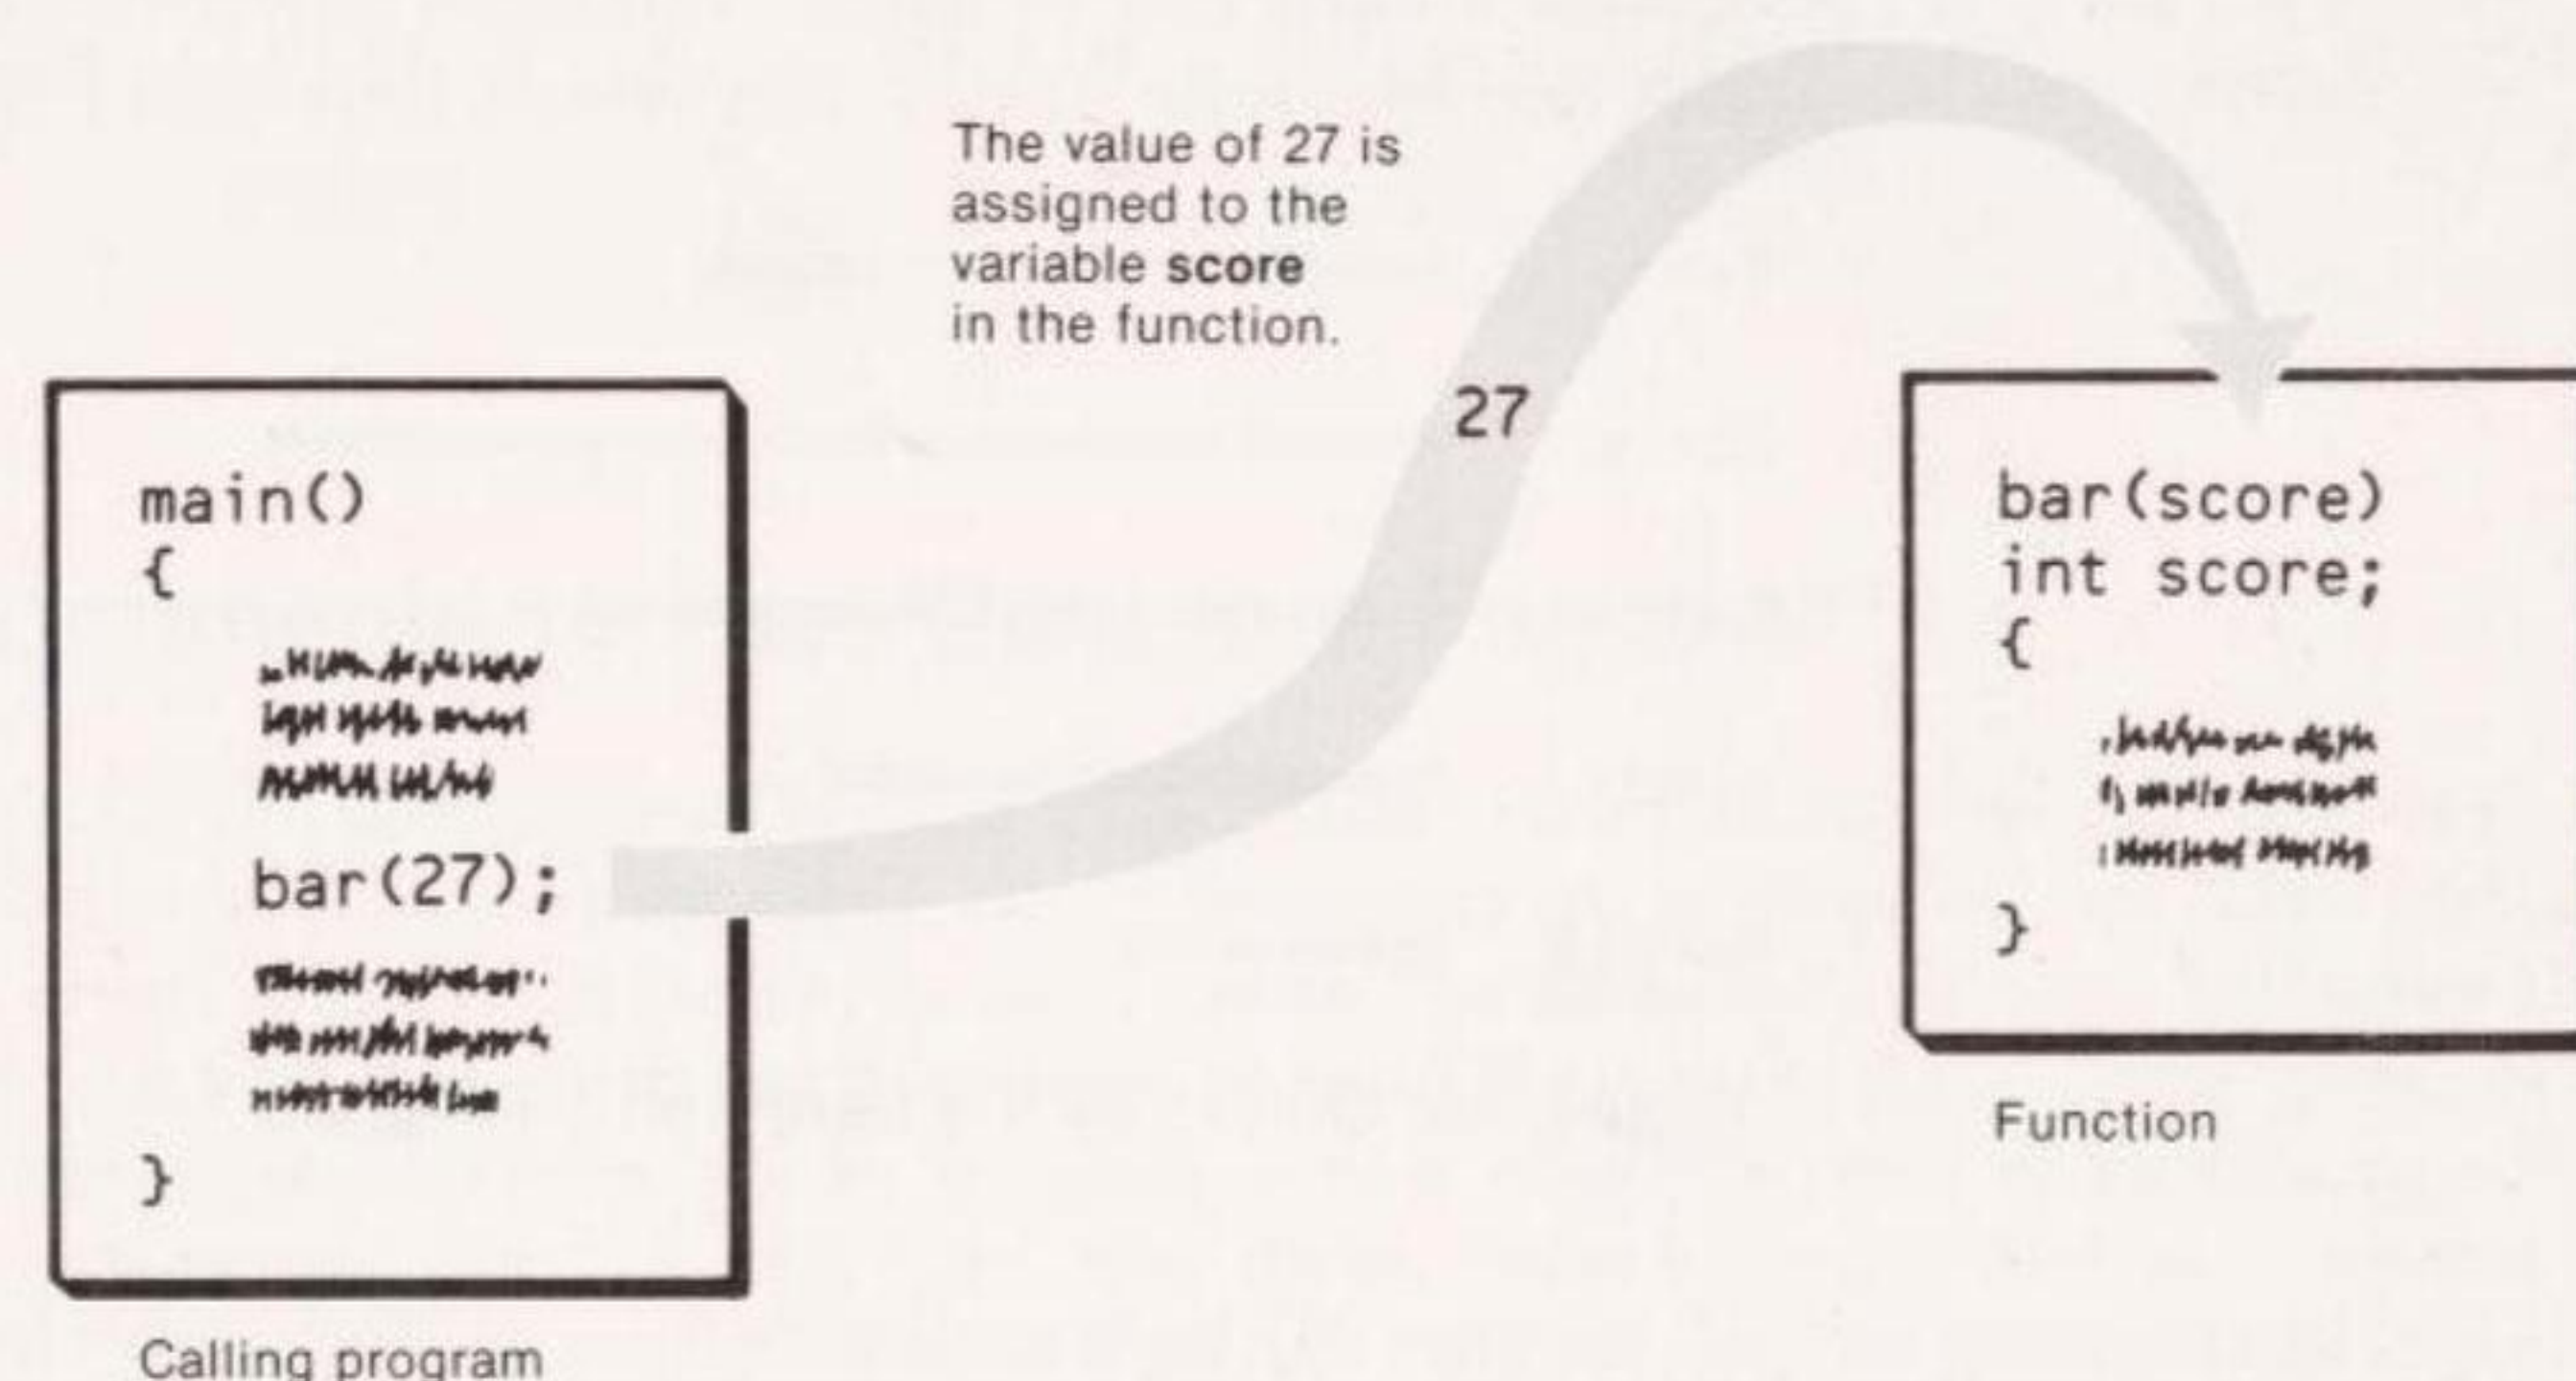 The value of 27 is
assigned to the
variable score
in the function.
27
main()
{
bar(27);
}
Calling program
bar(score)
int score;
{
}
Function